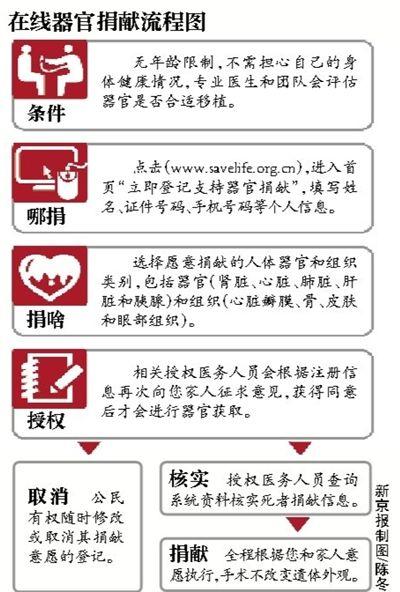 在线器官捐献流程图
条件
无年龄限制,不需担心自己的身
体健康情况,专业医生和团队会评估
器官是否合适移植。
哪捐
点击(www.savelife.org.cn),进入首
页“立即登记支持器官捐献”,填写姓
名、证件号码、手机号码等个人信息。
捐啥
选择愿意捐献的人体器官和组织
类别,包括器官(肾脏、心脏、肺脏、肝
脏和胰腺)和组织(心脏瓣膜、骨、皮肤
和眼部组织)。
授权
相关授权医务人员会根据注册信
息再次向您家人征求意见,获得同意
后才会进行器官获取。
取消 公民
有权随时修改
或取消其捐献
意愿的登记。
核实 授权医务人员查询
系统资料核实死者捐献信息。
捐献 全程根据您和家人意
愿执行,手术不改变遗体外观。
新京报制图/陈冬